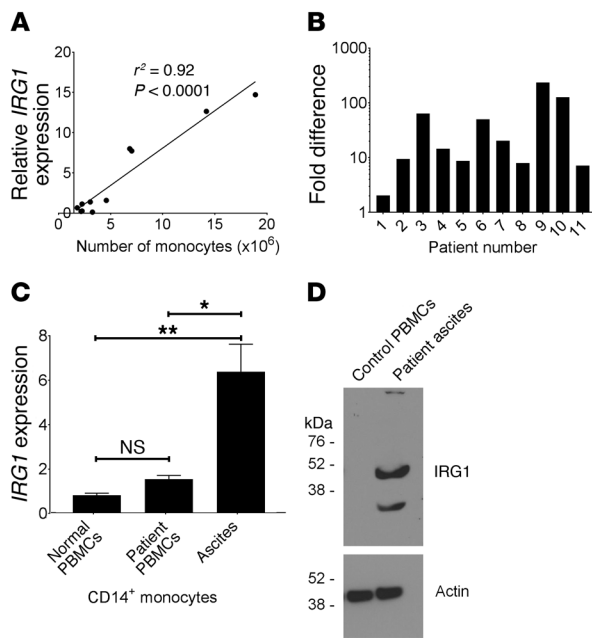 A
Relative IRG1
expression
20
15
10
5
0
r² = 0.92
P < 0.0001
0
5
10
15
20
Number of monocytes (x10⁶)
B
Fold difference
1000
100
10
1
1 2 3 4 5 6 7 8 9 10 11
Patient number
C
IRG1 expression
8
6
4
2
0
*
**
NS
Normal
PBMCs
Patient
PBMCs
Ascites
CD14⁺ monocytes
D
Control PBMCs
Patient ascites
kDa
76 -
52 -
38 -
IRG1
52 -
38 -
Actin